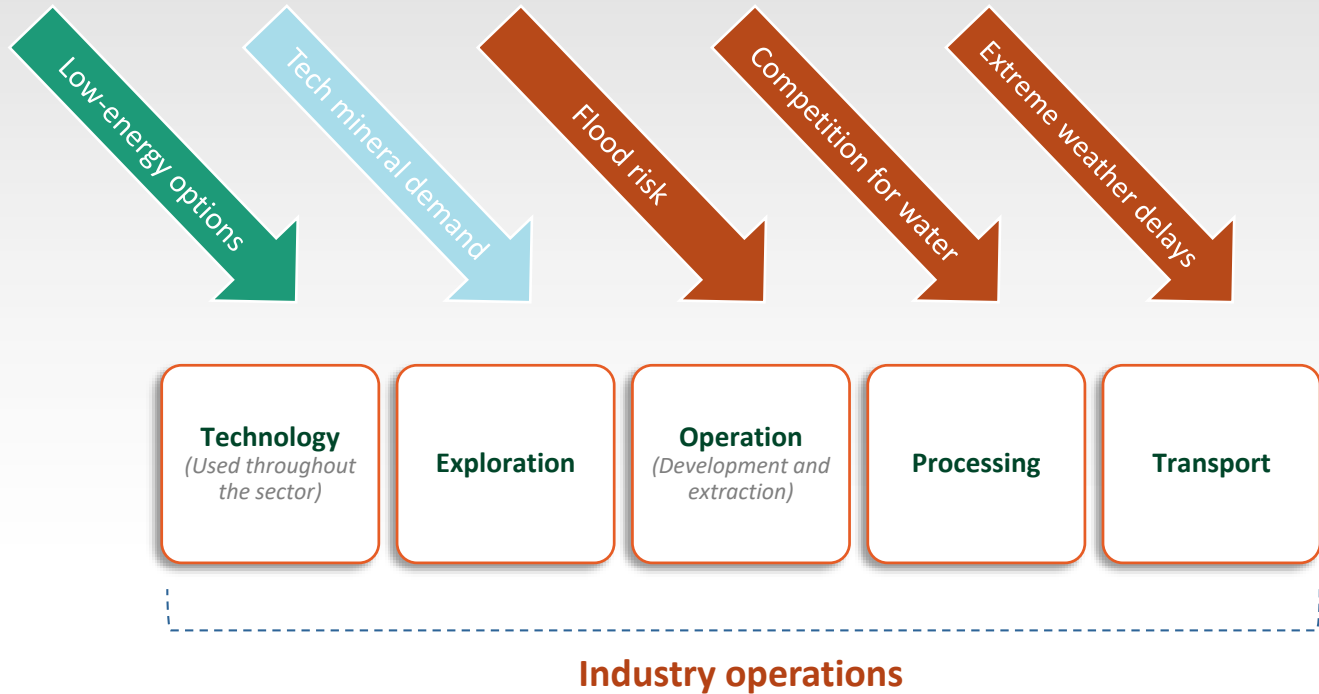 Low-energy options
Tech mineral demand
Flood risk
Competition for water
Extreme weather delays
Technology
(Used throughout
the sector)
Exploration
Operation
(Development and
extraction)
Processing
Transport
Industry operations